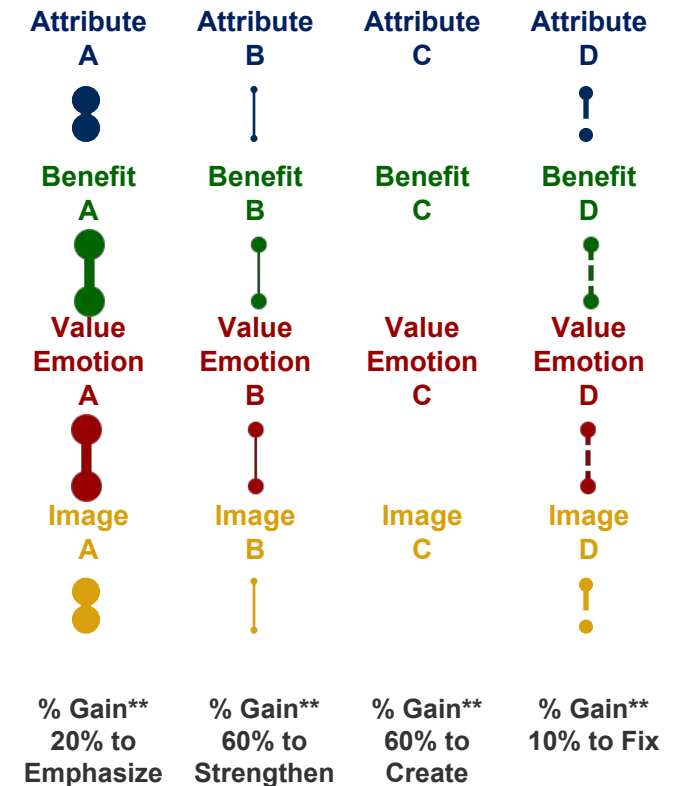 Attribute Attribute Attribute Attribute
A B C D
Benefit Benefit Benefit Benefit
A B C D
Value Value Value Value
Emotion Emotion Emotion Emotion
A B C D
Image Image Image Image
A B C D
% Gain** % Gain** % Gain** % Gain**
20% to 60% to 60% to 10% to Fix
Emphasize Strengthen Create